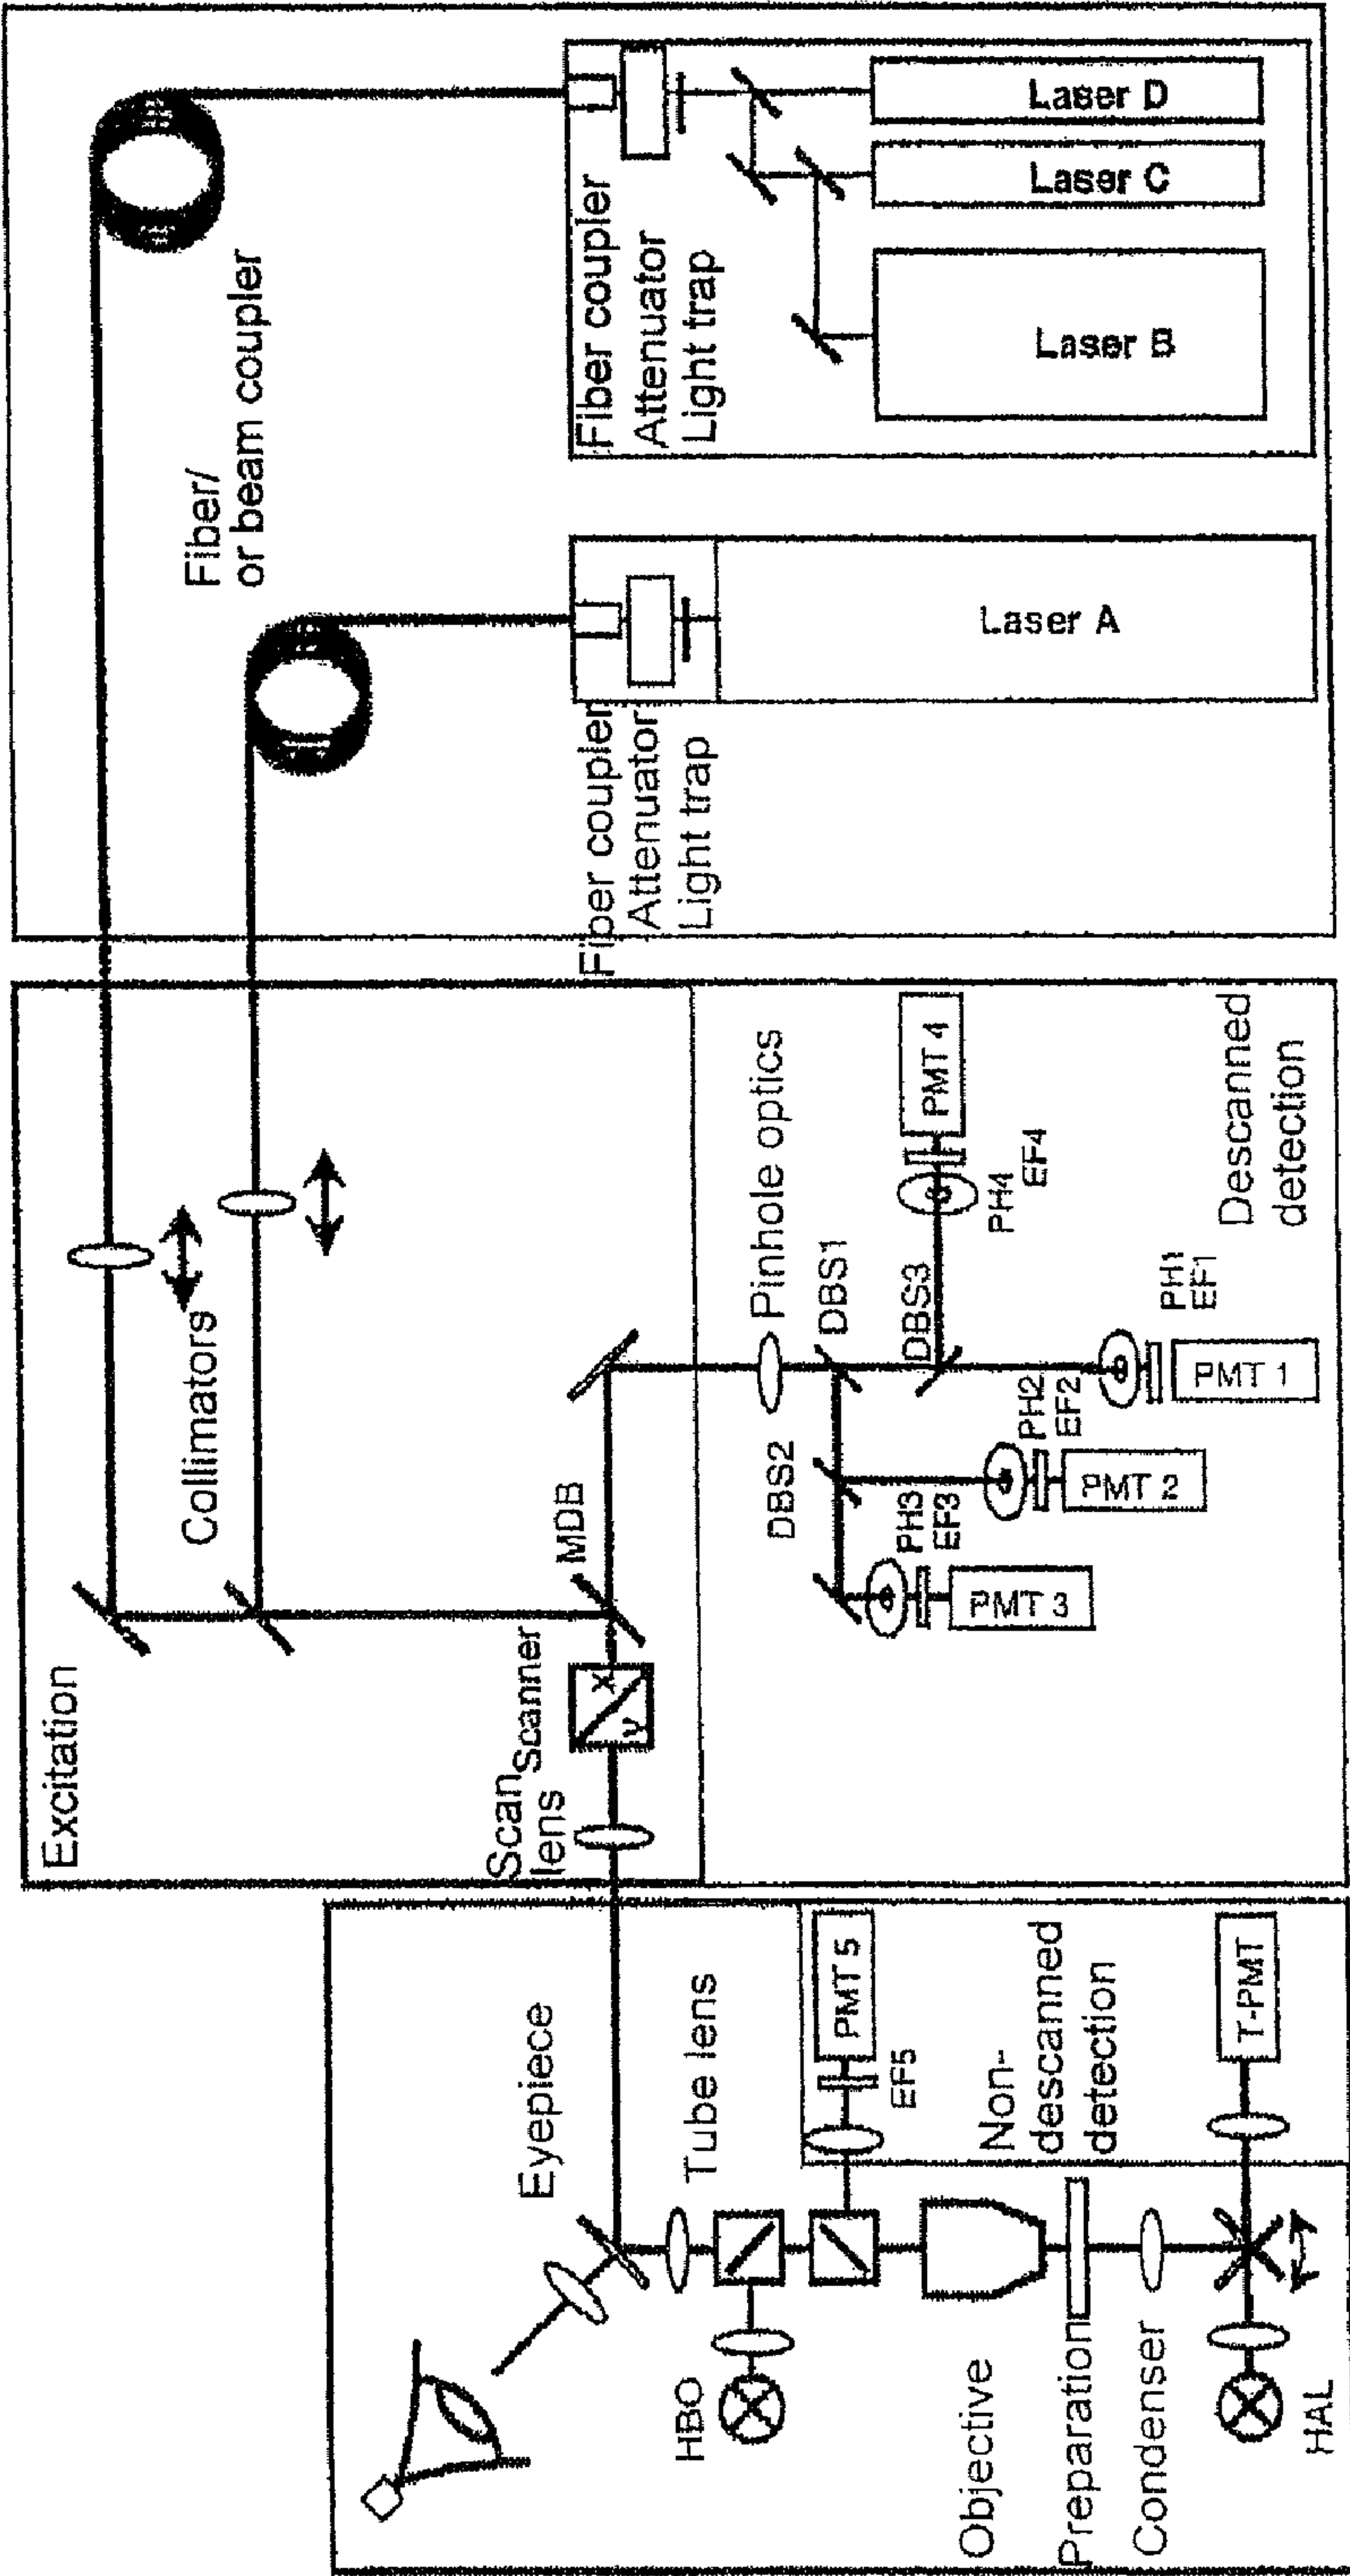 Eyepiece
Tube lens
HBO
PMT 5
EF5
Non-
descanned
detection
Objective
Preparation
Condenser
T-PMT
HAL
Excitation
Collimators
Scan
lens
Scanner
X
y
MDB
Pinhole optics
DBS1
DBS2
DBS3
PMT 4
PH4
EF4
PH3
EF3
PH2
EF2
PH1
EF1
PMT 3
PMT 2
PMT 1
Descanned
detection
Fiber/
or beam coupler
Fiber coupler
Attenuator
Light trap
Laser A
Fiber coupler
Attenuator
Light trap
Laser B
Laser C
Laser D